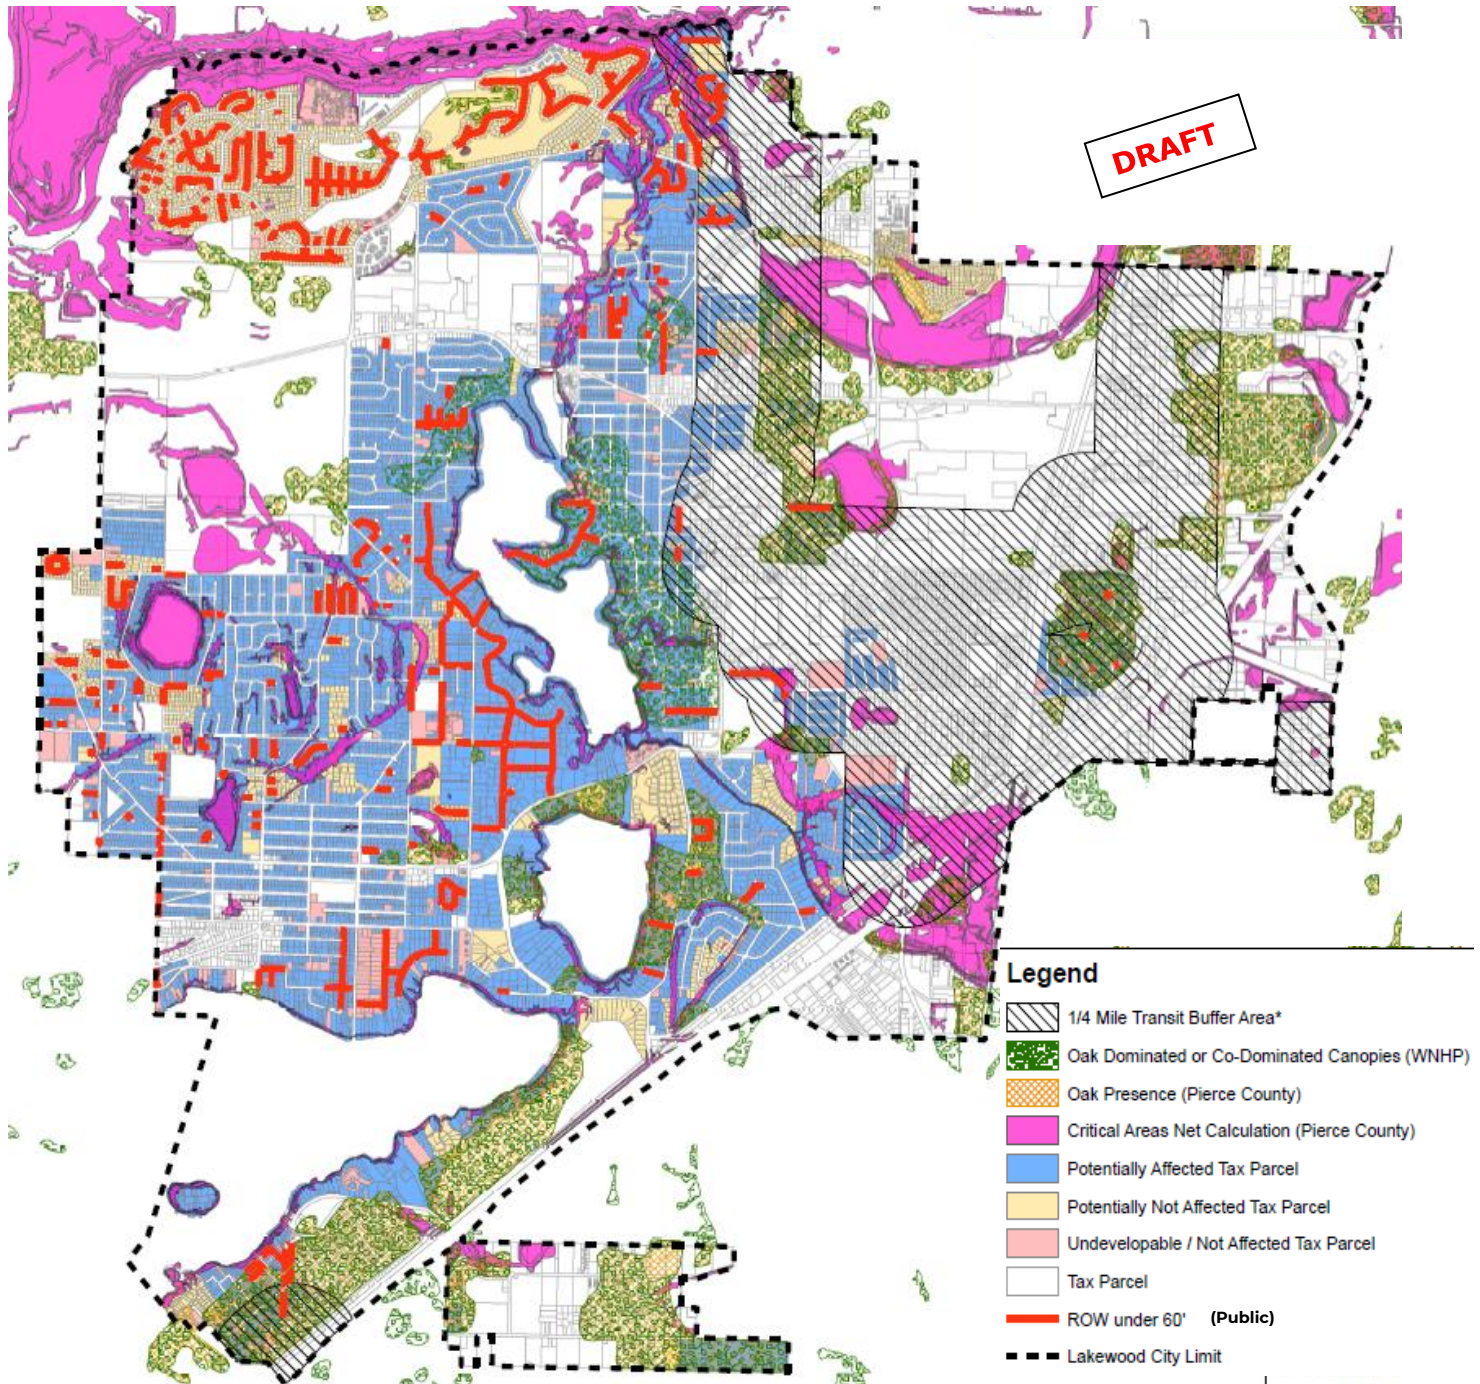 DRAFT
Legend
1/4 Mile Transit Buffer Area*
Oak Dominated or Co-Dominated Canopies (WNHP)
Oak Presence (Pierce County)
Critical Areas Net Calculation (Pierce County)
Potentially Affected Tax Parcel
Potentially Not Affected Tax Parcel
Undevelopable / Not Affected Tax Parcel
Tax Parcel
ROW under 60' (Public)
Lakewood City Limit